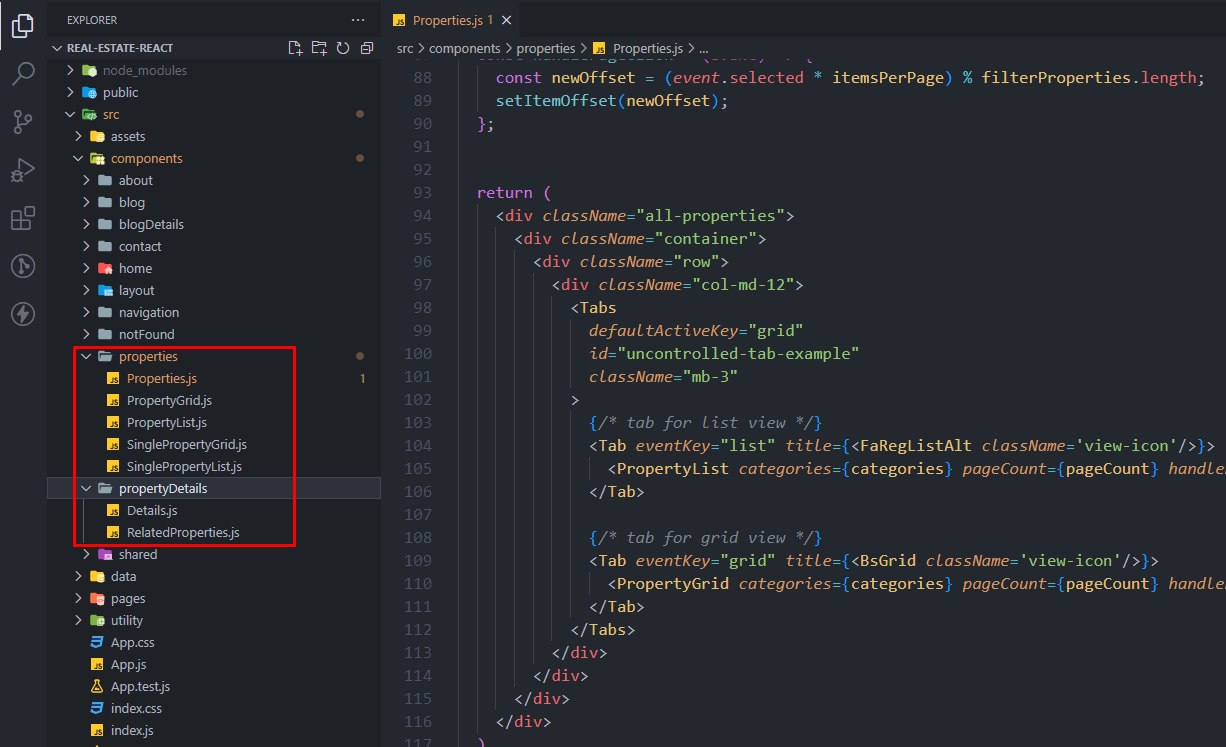 EXPLORER
REAL-ESTATE-REACT
node_modules
public
src
assets
components
about
blog
blogDetails
contact
home
layout
navigation
notFound
properties
Properties.js 1
PropertyGrid.js
PropertyList.js
SinglePropertyGrid.js
SinglePropertyList.js
propertyDetails
Details.js
RelatedProperties.js
shared
data
pages
utility
App.css
App.js
App.test.js
index.css
index.js
Properties.js 1
src > components > properties > Properties.js > ...
88 const newOffset = (event.selected * itemsPerPage) % filterProperties.length;
89 setItemOffset(newOffset);
90 };
91
92
93 return (
94 <div className="all-properties">
95 <div className="container">
96 <div className="row">
97 <div className="col-md-12">
98 <Tabs
99 defaultActiveKey="grid"
100 id="uncontrolled-tab-example"
101 className="mb-3"
102 >
103 {/* tab for list view */}
104 <Tab eventKey="list" title={<FaRegListAlt className='view-icon'/>}>
105 <PropertyList categories={categories} pageCount={pageCount} handle
106 </Tab>
107
108 {/* tab for grid view */}
109 <Tab eventKey="grid" title={<BsGrid className='view-icon'/>}>
110 <PropertyGrid categories={categories} pageCount={pageCount} handle
111 </Tab>
112 </Tabs>
113 </div>
114 </div>
115 </div>
116 </div>
117 )